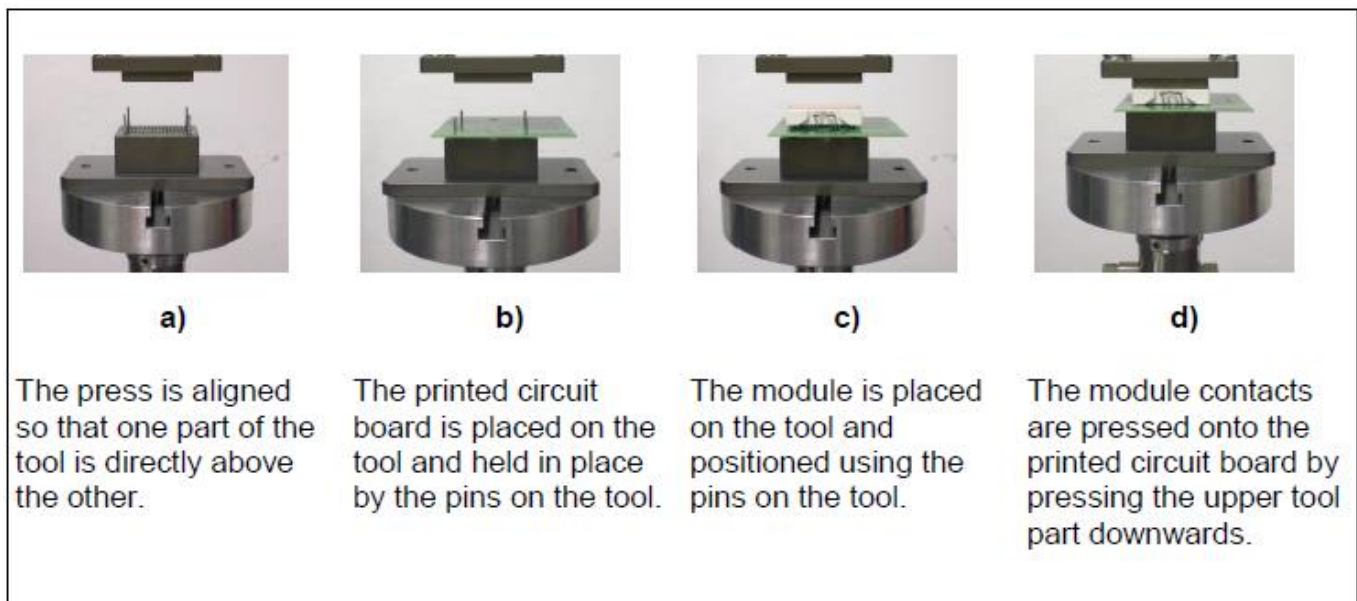 a)
The press is aligned
so that one part of the
tool is directly above
the other.
b)
The printed circuit
board is placed on the
tool and held in place
by the pins on the tool.
c)
The module is placed
on the tool and
positioned using the
pins on the tool.
d)
The module contacts
are pressed onto the
printed circuit board by
pressing the upper tool
part downwards.